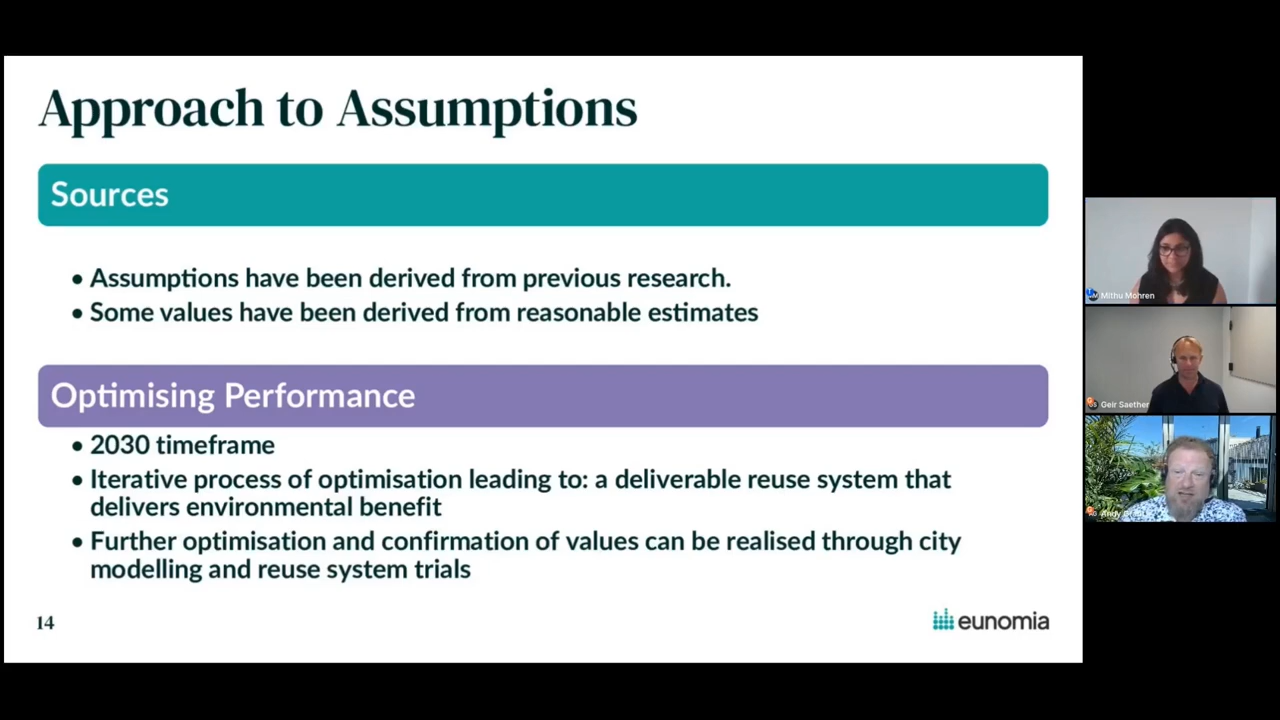 Approach to Assumptions
Sources
• Assumptions have been derived from previous research.
• Some values have been derived from reasonable estimates
Optimising Performance
• 2030 timeframe
• Iterative process of optimisation leading to: a deliverable reuse system that
delivers environmental benefit
• Further optimisation and confirmation of values can be realised through city
modelling and reuse system trials
14
eunomia
Mithu Mohren
Geir Saether
Andy